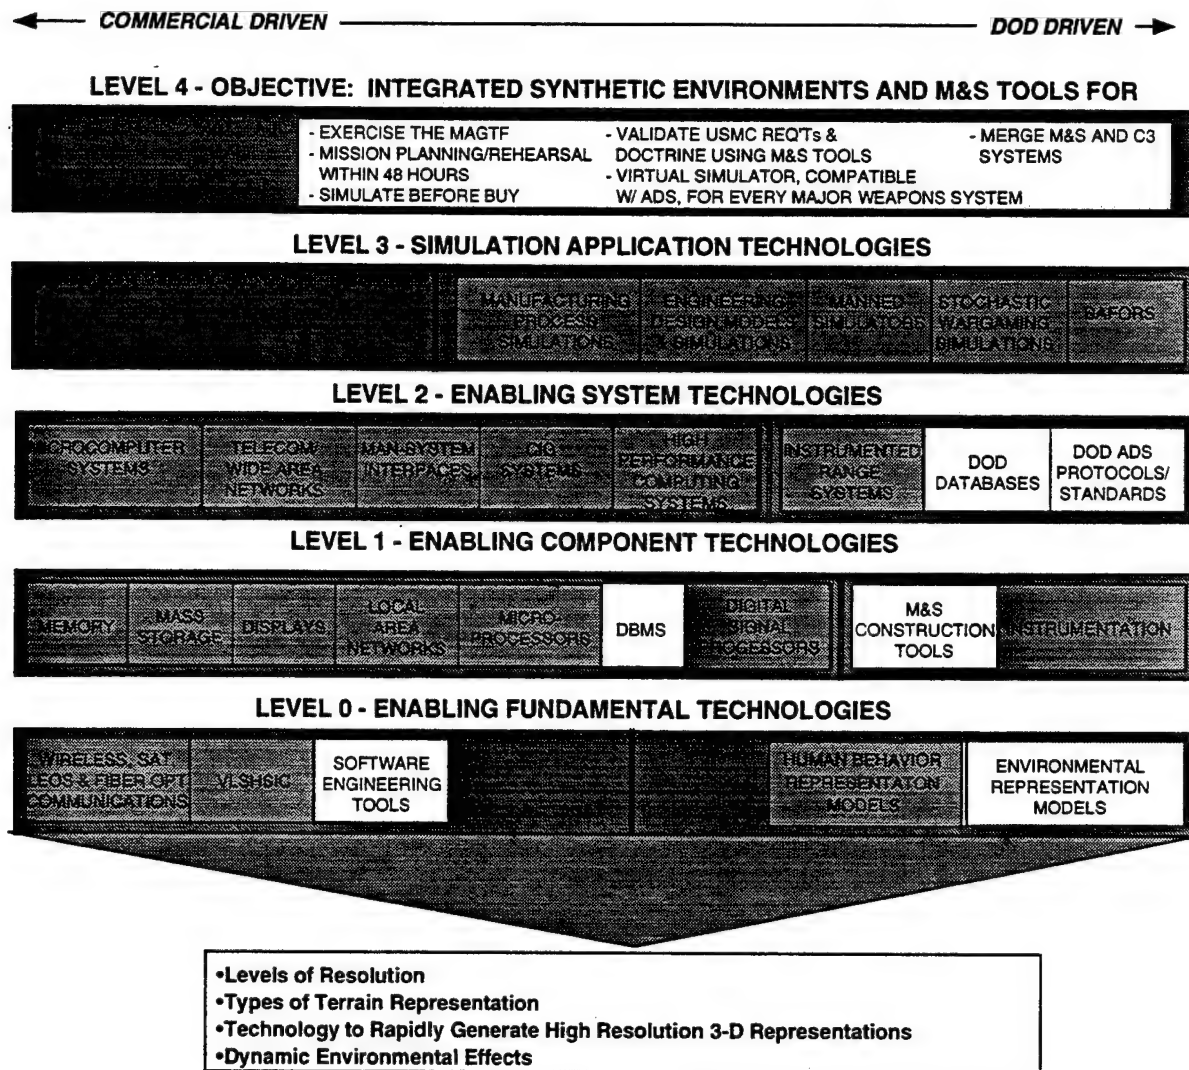 COMMERCIAL DRIVEN
DOD DRIVEN
LEVEL 4 - OBJECTIVE: INTEGRATED SYNTHETIC ENVIRONMENTS AND M&S TOOLS FOR
- EXERCISE THE MAGTF
- MISSION PLANNING/REHEARSAL
WITHIN 48 HOURS
- SIMULATE BEFORE BUY
- VALIDATE USMC REQ'Ts &
DOCTRINE USING M&S TOOLS
- VIRTUAL SIMULATOR, COMPATIBLE
W/ ADS, FOR EVERY MAJOR WEAPONS SYSTEM
- MERGE M&S AND C3
SYSTEMS
LEVEL 3 - SIMULATION APPLICATION TECHNOLOGIES
MANUFACTURING
PROCESS
SIMULATIONS
ENGINEERING
DESIGN MODELS
& SIMULATIONS
MANNED
SIMULATORS
STOCHASTIC
WARGAMING
SIMULATIONS
SAFORS
LEVEL 2 - ENABLING SYSTEM TECHNOLOGIES
CROCOMPUTER
SYSTEMS
TELECOM/
WIDE AREA
NETWORKS
MAN-SYSTEM
INTERFACES
CIG
SYSTEMS
HIGH
PERFORMANCE
COMPUTING
SYSTEMS
INSTRUMENTED
RANGE
SYSTEMS
DOD
DATABASES
DOD ADS
PROTOCOLS/
STANDARDS
LEVEL 1 - ENABLING COMPONENT TECHNOLOGIES
MEMORY
MASS
STORAGE
DISPLAYS
LOCAL
AREA
NETWORKS
MICRO-
PROCESSORS
DBMS
DIGITAL
SIGNAL
PROCESSORS
M&S
CONSTRUCTION
TOOLS
INSTRUMENTATION
LEVEL 0 - ENABLING FUNDAMENTAL TECHNOLOGIES
WIRELESS, SAT
LEOS & FIBER OPT
COMMUNICATIONS
VLSHSIC
SOFTWARE
ENGINEERING
TOOLS
HUMAN BEHAVIOR
REPRESENTATON
MODELS
ENVIRONMENTAL
REPRESENTATION
MODELS
•Levels of Resolution
•Types of Terrain Representation
•Technology to Rapidly Generate High Resolution 3-D Representations
•Dynamic Environmental Effects